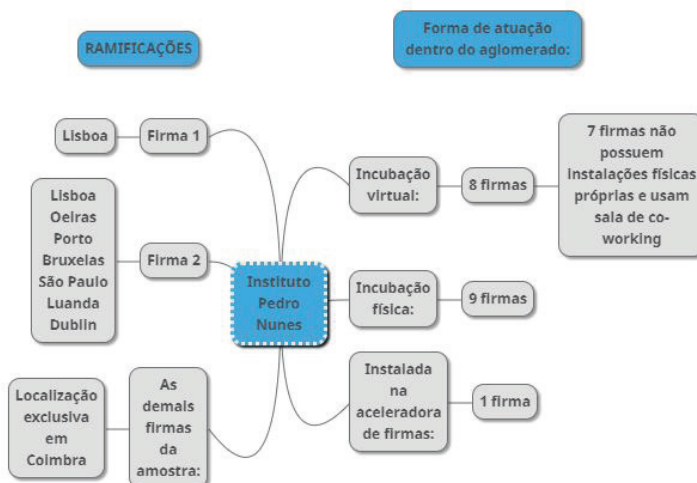 RAMIFICAÇÕES
Forma de atuação
dentro do aglomerado:
Lisboa
Firma 1
Lisboa
Oeiras
Porto
Bruxelas
São Paulo
Luanda
Dublin
Firma 2
Localização
exclusiva
em
Coimbra
As
demais
firmas
da
amostra:
Instituto
Pedro
Nunes
Incubação
virtual:
8 firmas
7 firmas não
possuem
instalações físicas
próprias e usam
sala de co-
working
Incubação
física:
9 firmas
Instalada
na
aceleradora
de firmas:
1 firma